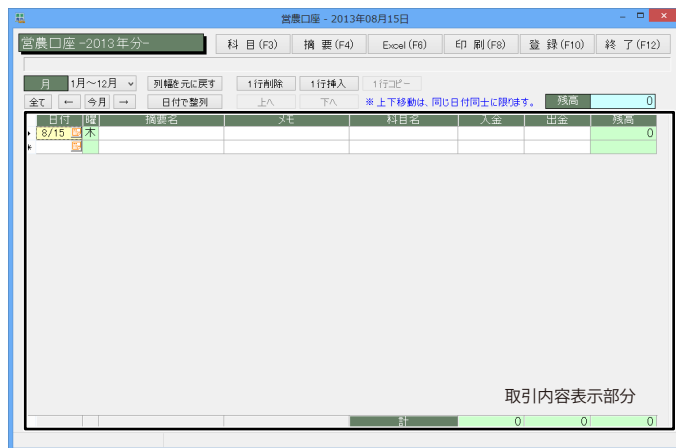 営農口座 - 2013年08月15日
営農口座 -2013年分-
科 目(F3) 摘 要(F4) Excel(F6) 印 刷(F8) 登 録(F10) 終 了(F12)
月 1月～12月 列幅を元に戻す 1行削除 1行挿入 1行コピー
全て ← 今月 → 日付で整列 上へ 下へ ※上下移動は、同じ日付同士に限ります。 残高 0
日付 曜 摘要名 メモ 科目名 入金 出金 残高
8/15 木 0
取引内容表示部分
計 0 0 0